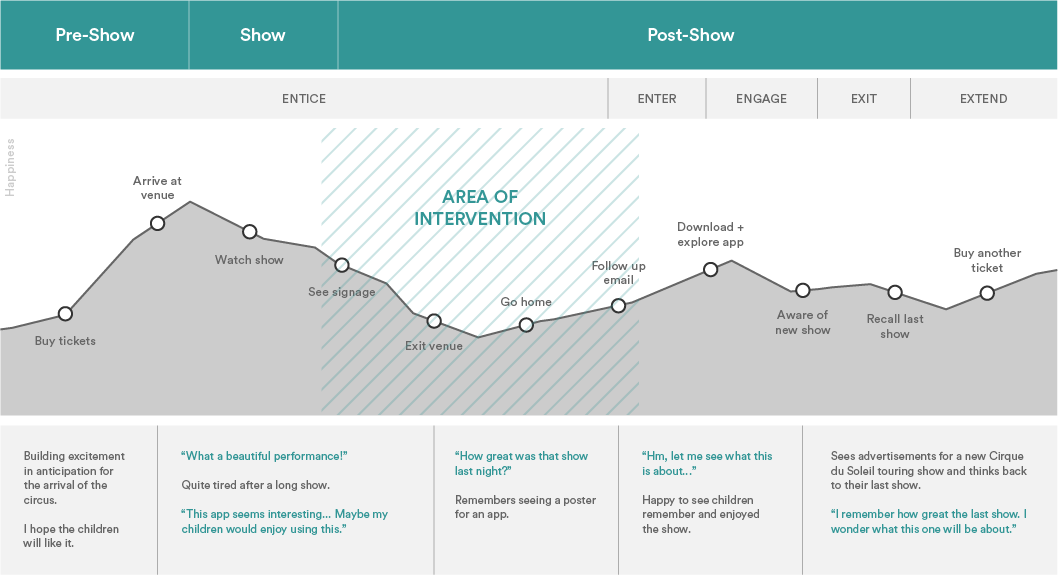 Pre-Show
Show
Post-Show
ENTICE
ENTER
ENGAGE
EXIT
EXTEND
Happiness
AREA OF
INTERVENTION
Buy tickets
Arrive at
venue
Watch show
See signage
Exit venue
Go home
Follow up
email
Download +
explore app
Aware of
new show
Recall last
show
Buy another
ticket
Building excitement
in anticipation for
the arrival of the
circus.
I hope the children
will like it.
“What a beautiful performance!”
Quite tired after a long show.
“This app seems interesting... Maybe my
children would enjoy using this.”
“How great was that show
last night?”
Remembers seeing a poster
for an app.
“Hm, let me see what this
is about...”
Happy to see children
remember and enjoyed
the show.
Sees advertisements for a new Cirque
du Soleil touring show and thinks back
to their last show.
“I remember how great the last show. I
wonder what this one will be about.”